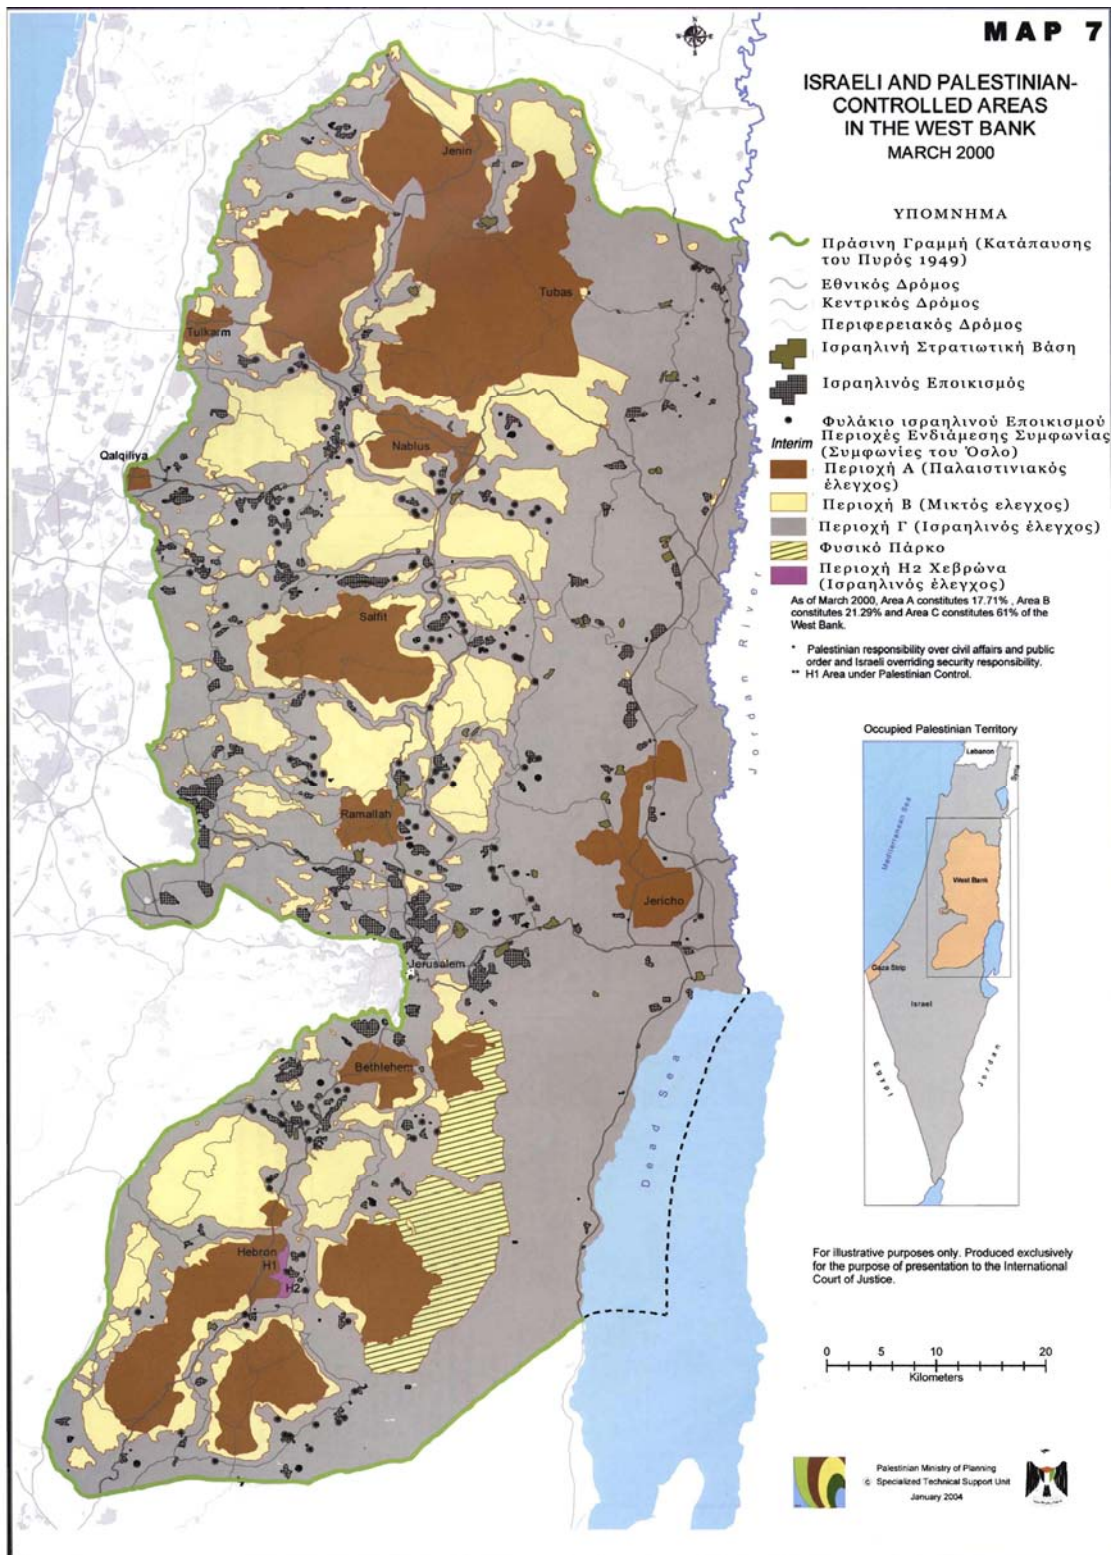 MAP 7
ISRAELI AND PALESTINIAN-
CONTROLLED AREAS
IN THE WEST BANK
MARCH 2000
ΥΠΟΜΝΗΜΑ
Πράσινη Γραμμή (Κατάπαυσης
του Πυρός 1949)
Εθνικός Δρόμος
Κεντρικός Δρόμος
Περιφερειακός Δρόμος
Ισραηλινή Στρατιωτική Βάση
Ισραηλινός Εποικισμός
Φυλάκιο ισραηλινού Εποικισμού
Interim Περιοχές Ενδιάμεσης Συμφωνίας
(Συμφωνίες του Όσλο)
Περιοχή Α (Παλαιστινιακός
έλεγχος)
Περιοχή Β (Μικτός ελεγχος)
Περιοχή Γ (Ισραηλινός έλεγχος)
Φυσικό Πάρκο
Περιοχή Η2 Χεβρώνα
(Ισραηλινός έλεγχος)
As of March 2000, Area A constitutes 17.71% , Area B
constitutes 21.29% and Area C constitutes 61% of the
West Bank.
* Palestinian responsibility over civil affairs and public
order and Israeli overriding security responsibility.
** H1 Area under Palestinian Control.
Jenin
Tubas
Tulkarm
Nablus
Qalqiliya
Salfit
Ramallah
Jericho
Jerusalem
Bethlehem
Hebron
H1
H2
Jordan River
Dead Sea
Occupied Palestinian Territory
Lebanon
Syria
Mediterranean Sea
West Bank
Gaza Strip
Israel
Egypt
Jordan
For illustrative purposes only. Produced exclusively
for the purpose of presentation to the International
Court of Justice.
0 5 10 20
Kilometers
Palestinian Ministry of Planning
© Specialized Technical Support Unit
January 2004